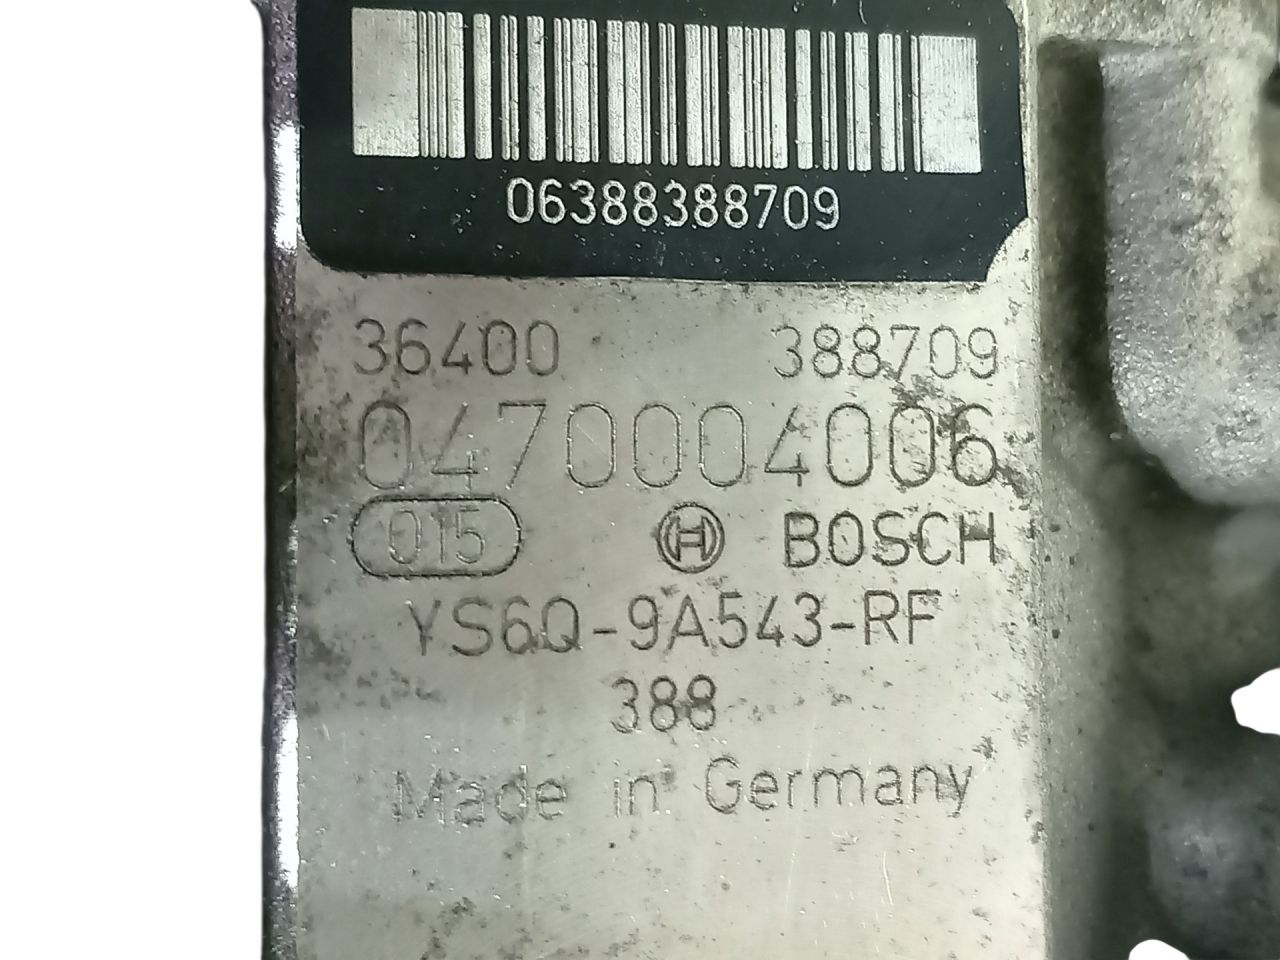 06388388709
36400 388709
0470004006
015 H BOSCH
YS6Q-9A543-RF
388
Made in Germany